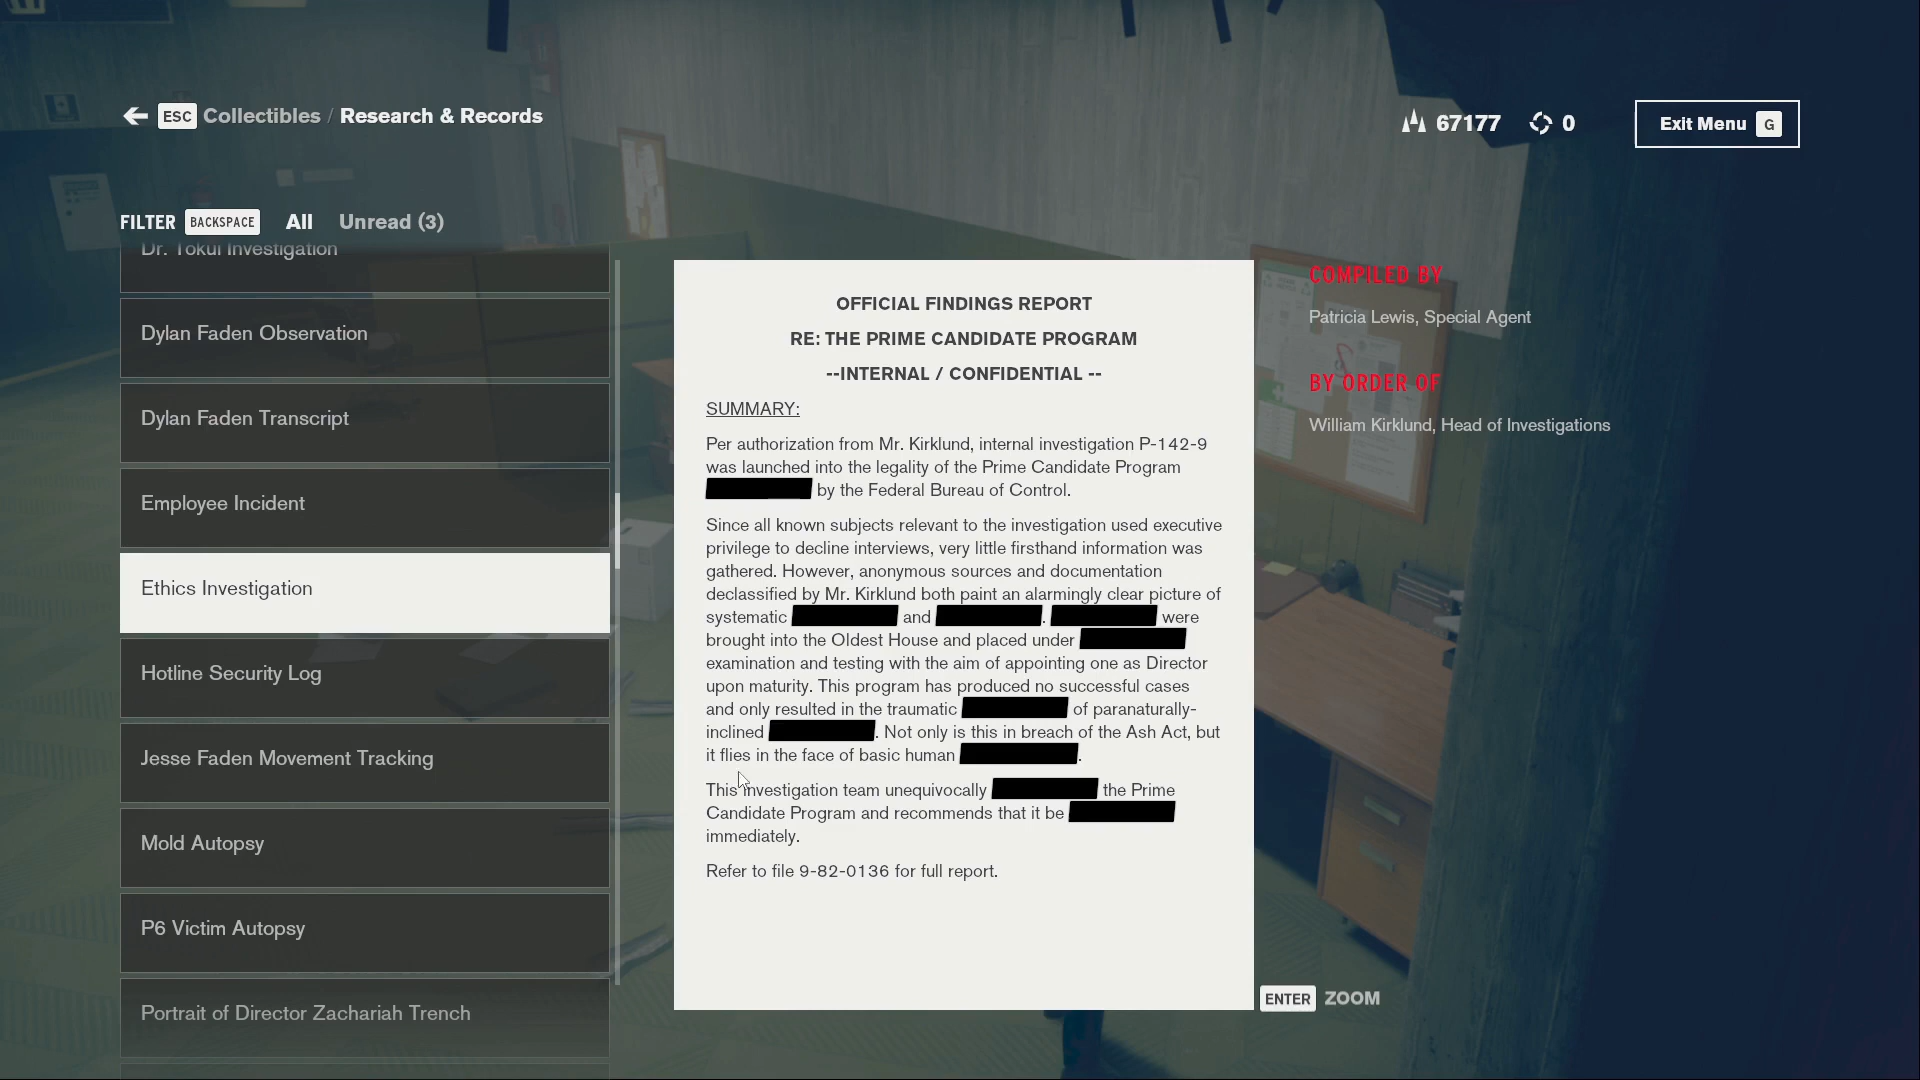 ESC Collectibles / Research & Records
67177
0
Exit Menu G
FILTER BACKSPACE All Unread (3)
Dr. Tokui Investigation
Dylan Faden Observation
Dylan Faden Transcript
Employee Incident
Ethics Investigation
Hotline Security Log
Jesse Faden Movement Tracking
Mold Autopsy
P6 Victim Autopsy
Portrait of Director Zachariah Trench
OFFICIAL FINDINGS REPORT
RE: THE PRIME CANDIDATE PROGRAM
--INTERNAL / CONFIDENTIAL --
SUMMARY:
Per authorization from Mr. Kirklund, internal investigation P-142-9
was launched into the legality of the Prime Candidate Program
by the Federal Bureau of Control.
Since all known subjects relevant to the investigation used executive
privilege to decline interviews, very little firsthand information was
gathered. However, anonymous sources and documentation
declassified by Mr. Kirklund both paint an alarmingly clear picture of
systematic and . were
brought into the Oldest House and placed under
examination and testing with the aim of appointing one as Director
upon maturity. This program has produced no successful cases
and only resulted in the traumatic of paranaturally-
inclined . Not only is this in breach of the Ash Act, but
it flies in the face of basic human .
This investigation team unequivocally the Prime
Candidate Program and recommends that it be
immediately.
Refer to file 9-82-0136 for full report.
COMPILED BY
Patricia Lewis, Special Agent
BY ORDER OF
William Kirklund, Head of Investigations
ENTER ZOOM